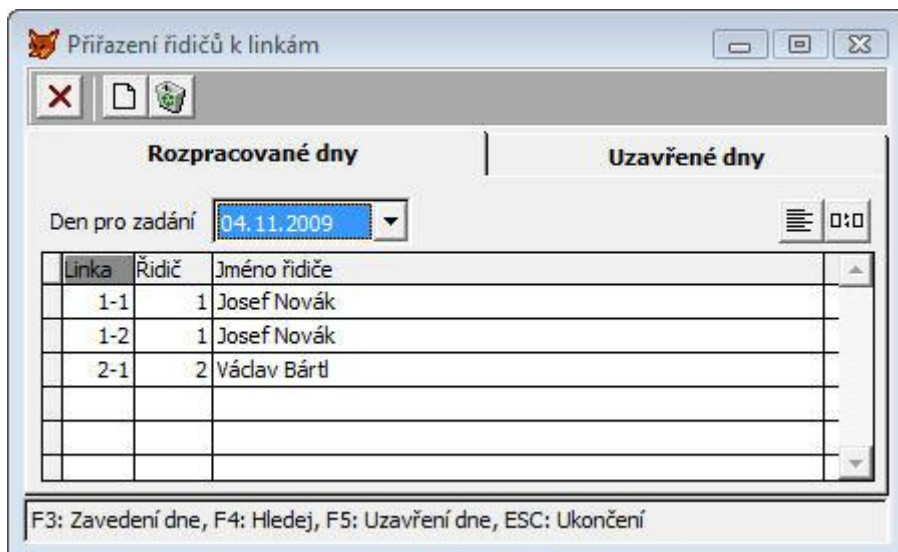 Přiřazení řidičů k linkám
Rozpracované dny Uzavřené dny
Den pro zadání 04.11.2009
Linka Řidič Jméno řidiče
1-1 1 Josef Novák
1-2 1 Josef Novák
2-1 2 Václav Bártl
F3: Zavedení dne, F4: Hledej, F5: Uzavření dne, ESC: Ukončení